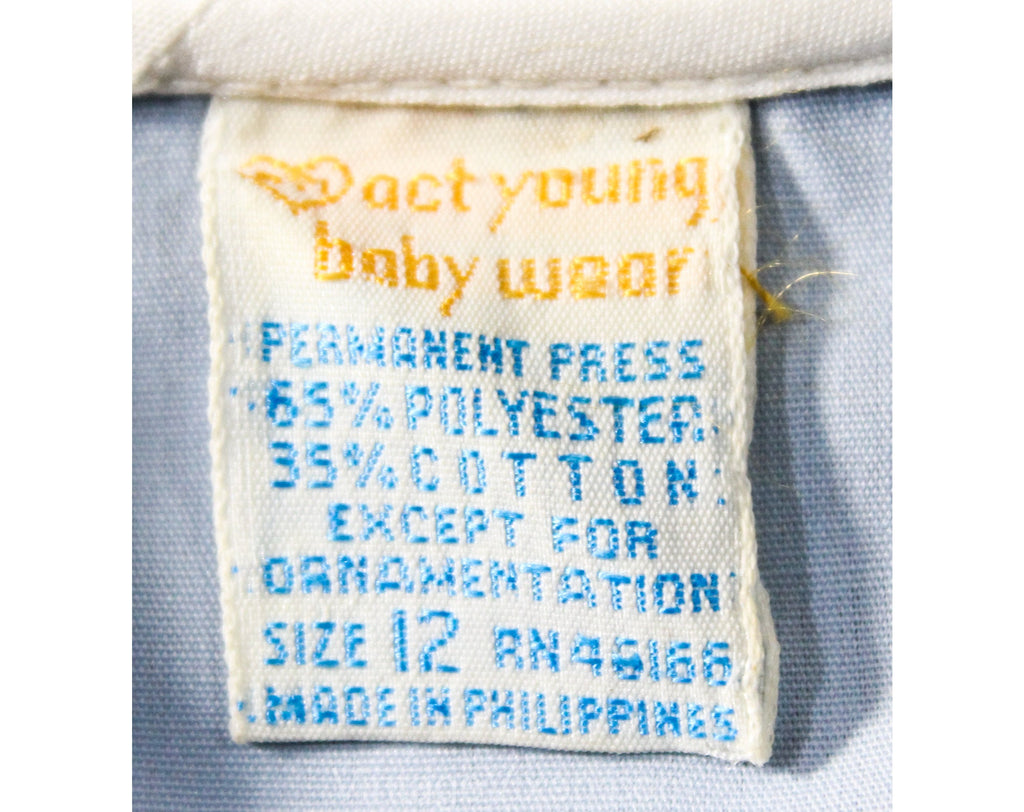 act young
baby wear
PERMANENT PRESS
65% POLYESTER
35% COTTON
EXCEPT FOR
ORNAMENTATION
SIZE 12 RN46166
MADE IN PHILIPPINES